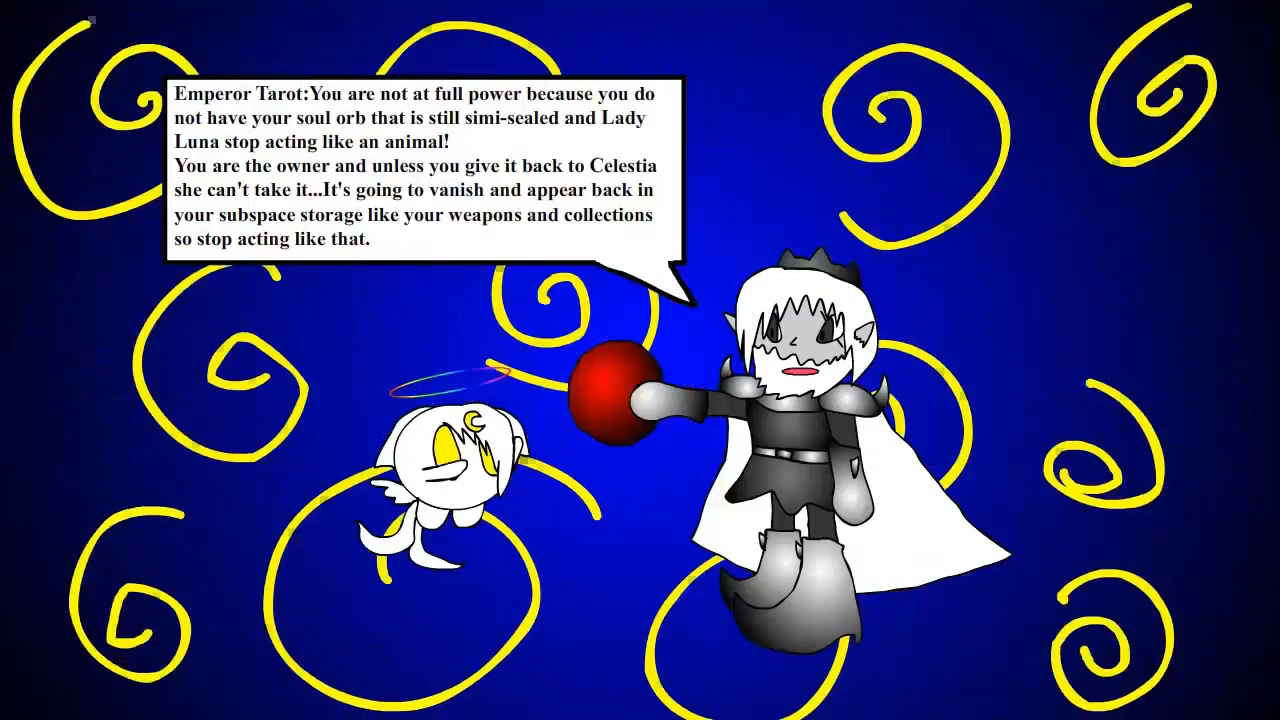 Emperor Tarot:You are not at full power because you do
not have your soul orb that is still simi-sealed and Lady
Luna stop acting like an animal!
You are the owner and unless you give it back to Celestia
she can't take it...It's going to vanish and appear back in
your subspace storage like your weapons and collections
so stop acting like that.